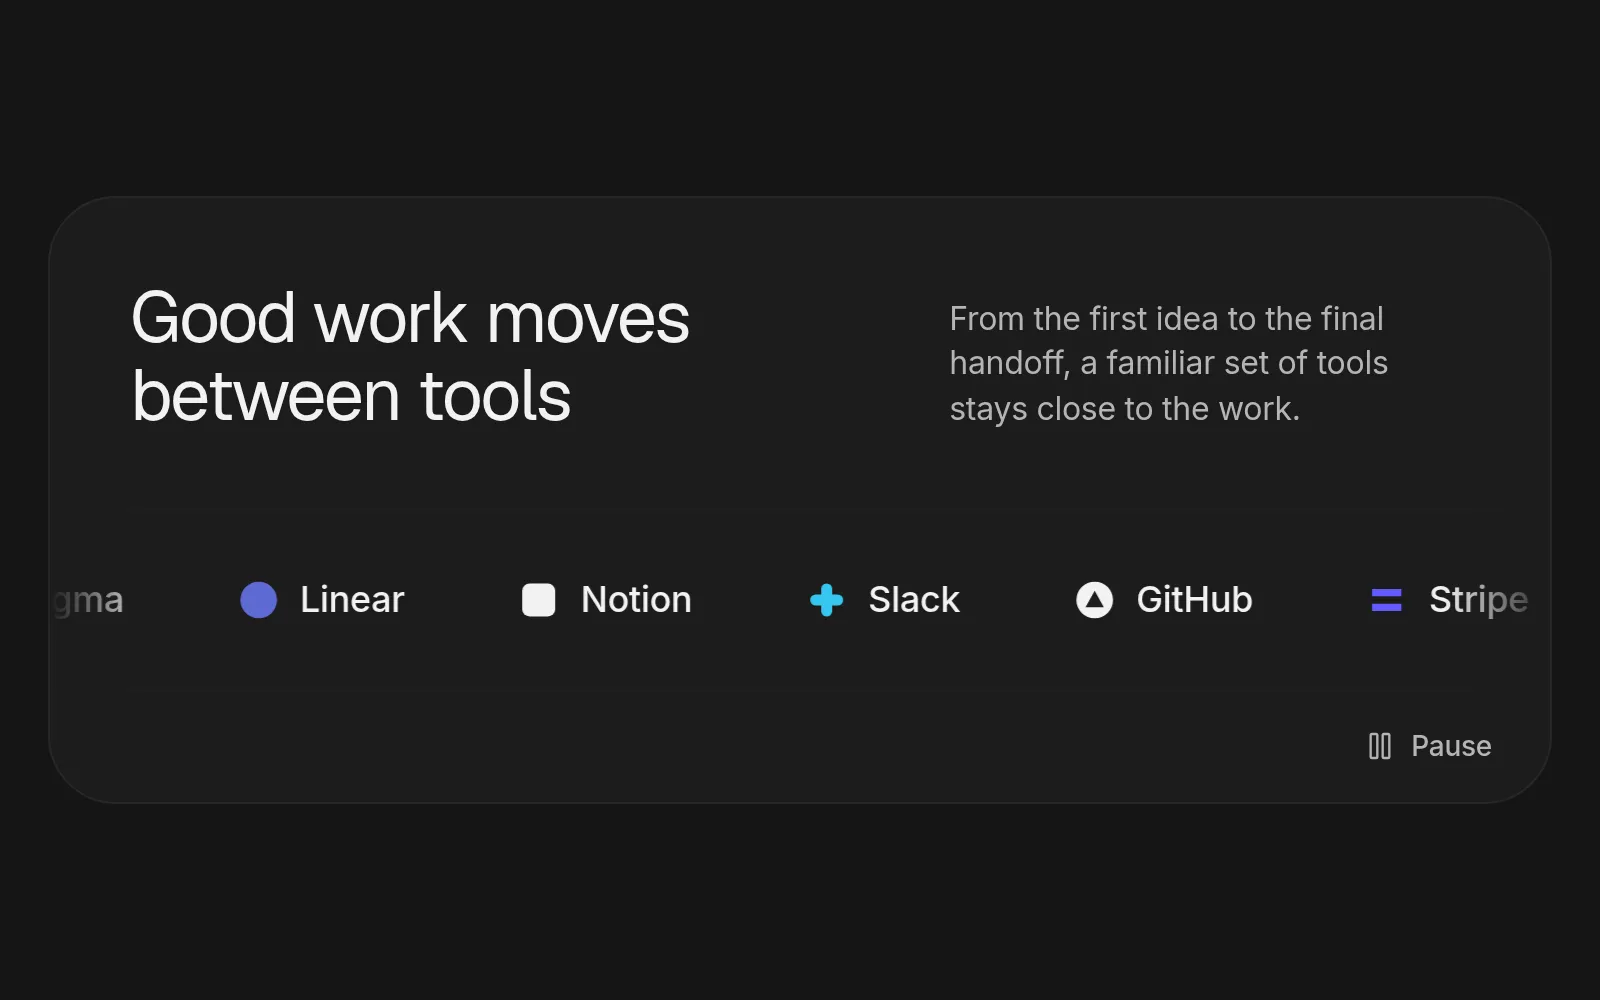 Good work moves
between tools
From the first idea to the final
handoff, a familiar set of tools
stays close to the work.
gma Linear Notion Slack GitHub Stripe
Pause